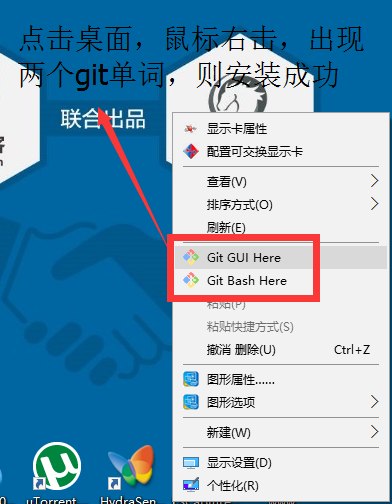 点击桌面，鼠标右击，出现
两个git单词，则安装成功
联合出品
显示卡属性
配置可交换显示卡
查看(V)
排序方式(O)
刷新(E)
Git GUI Here
Git Bash Here
粘贴(P)
粘贴快捷方式(S)
撤消 删除(U) Ctrl+Z
图形属性......
图形选项
新建(W)
显示设置(D)
个性化(R)
uTorrent
HydraSen